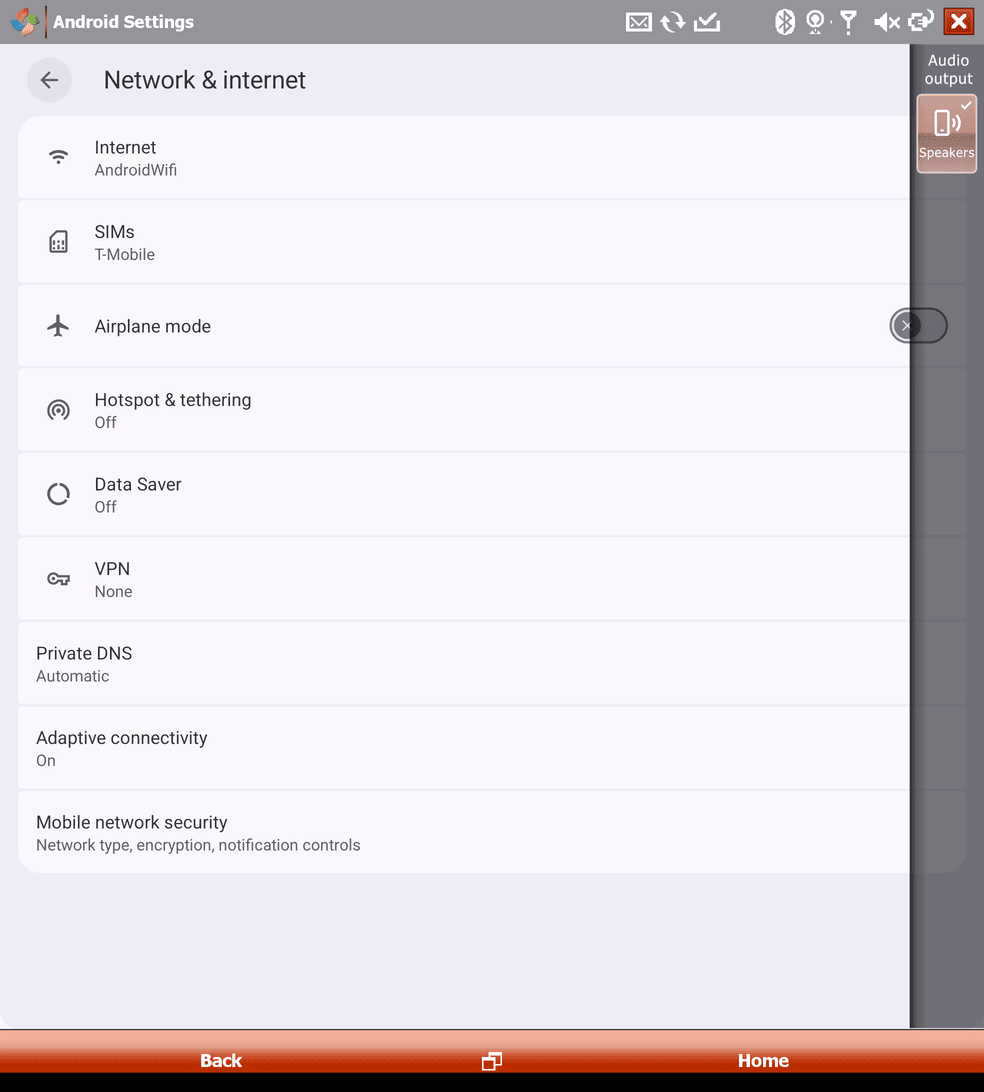 Android Settings
Network & internet
Audio
output
Speakers
Internet
AndroidWifi
SIMs
T-Mobile
Airplane mode
Hotspot & tethering
Off
Data Saver
Off
VPN
None
Private DNS
Automatic
Adaptive connectivity
On
Mobile network security
Network type, encryption, notification controls
Back
Home